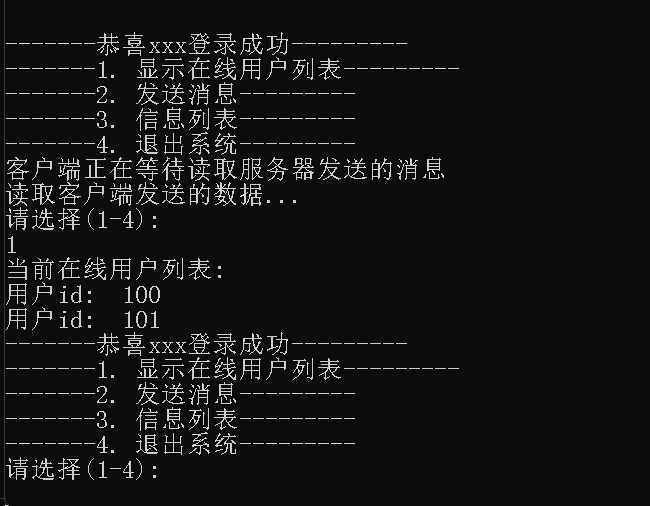 -------恭喜xxx登录成功---------
-------1. 显示在线用户列表---------
-------2. 发送消息---------
-------3. 信息列表---------
-------4. 退出系统---------
客户端正在等待读取服务器发送的消息
读取客户端发送的数据...
请选择(1-4):
1
当前在线用户列表:
用户id:  100
用户id:  101
-------恭喜xxx登录成功---------
-------1. 显示在线用户列表---------
-------2. 发送消息---------
-------3. 信息列表---------
-------4. 退出系统---------
请选择(1-4):